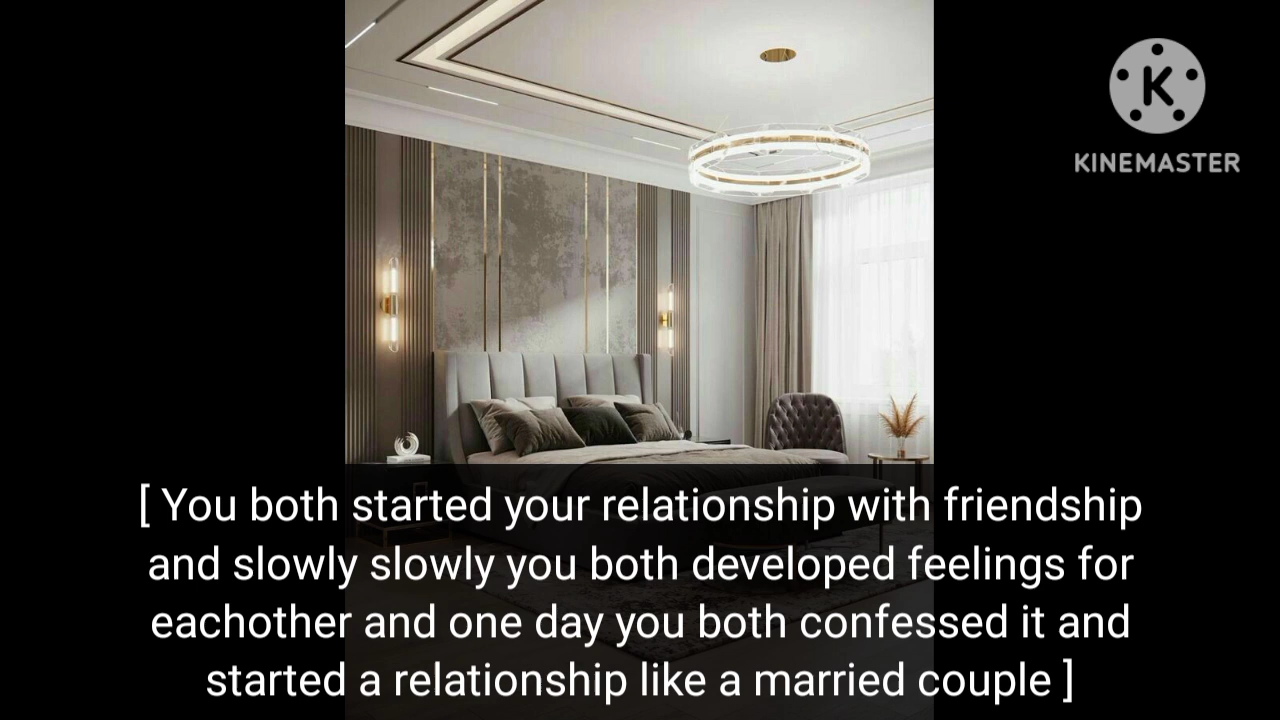 KINEMASTER
[ You both started your relationship with friendship
and slowly slowly you both developed feelings for
eachother and one day you both confessed it and
started a relationship like a married couple ]